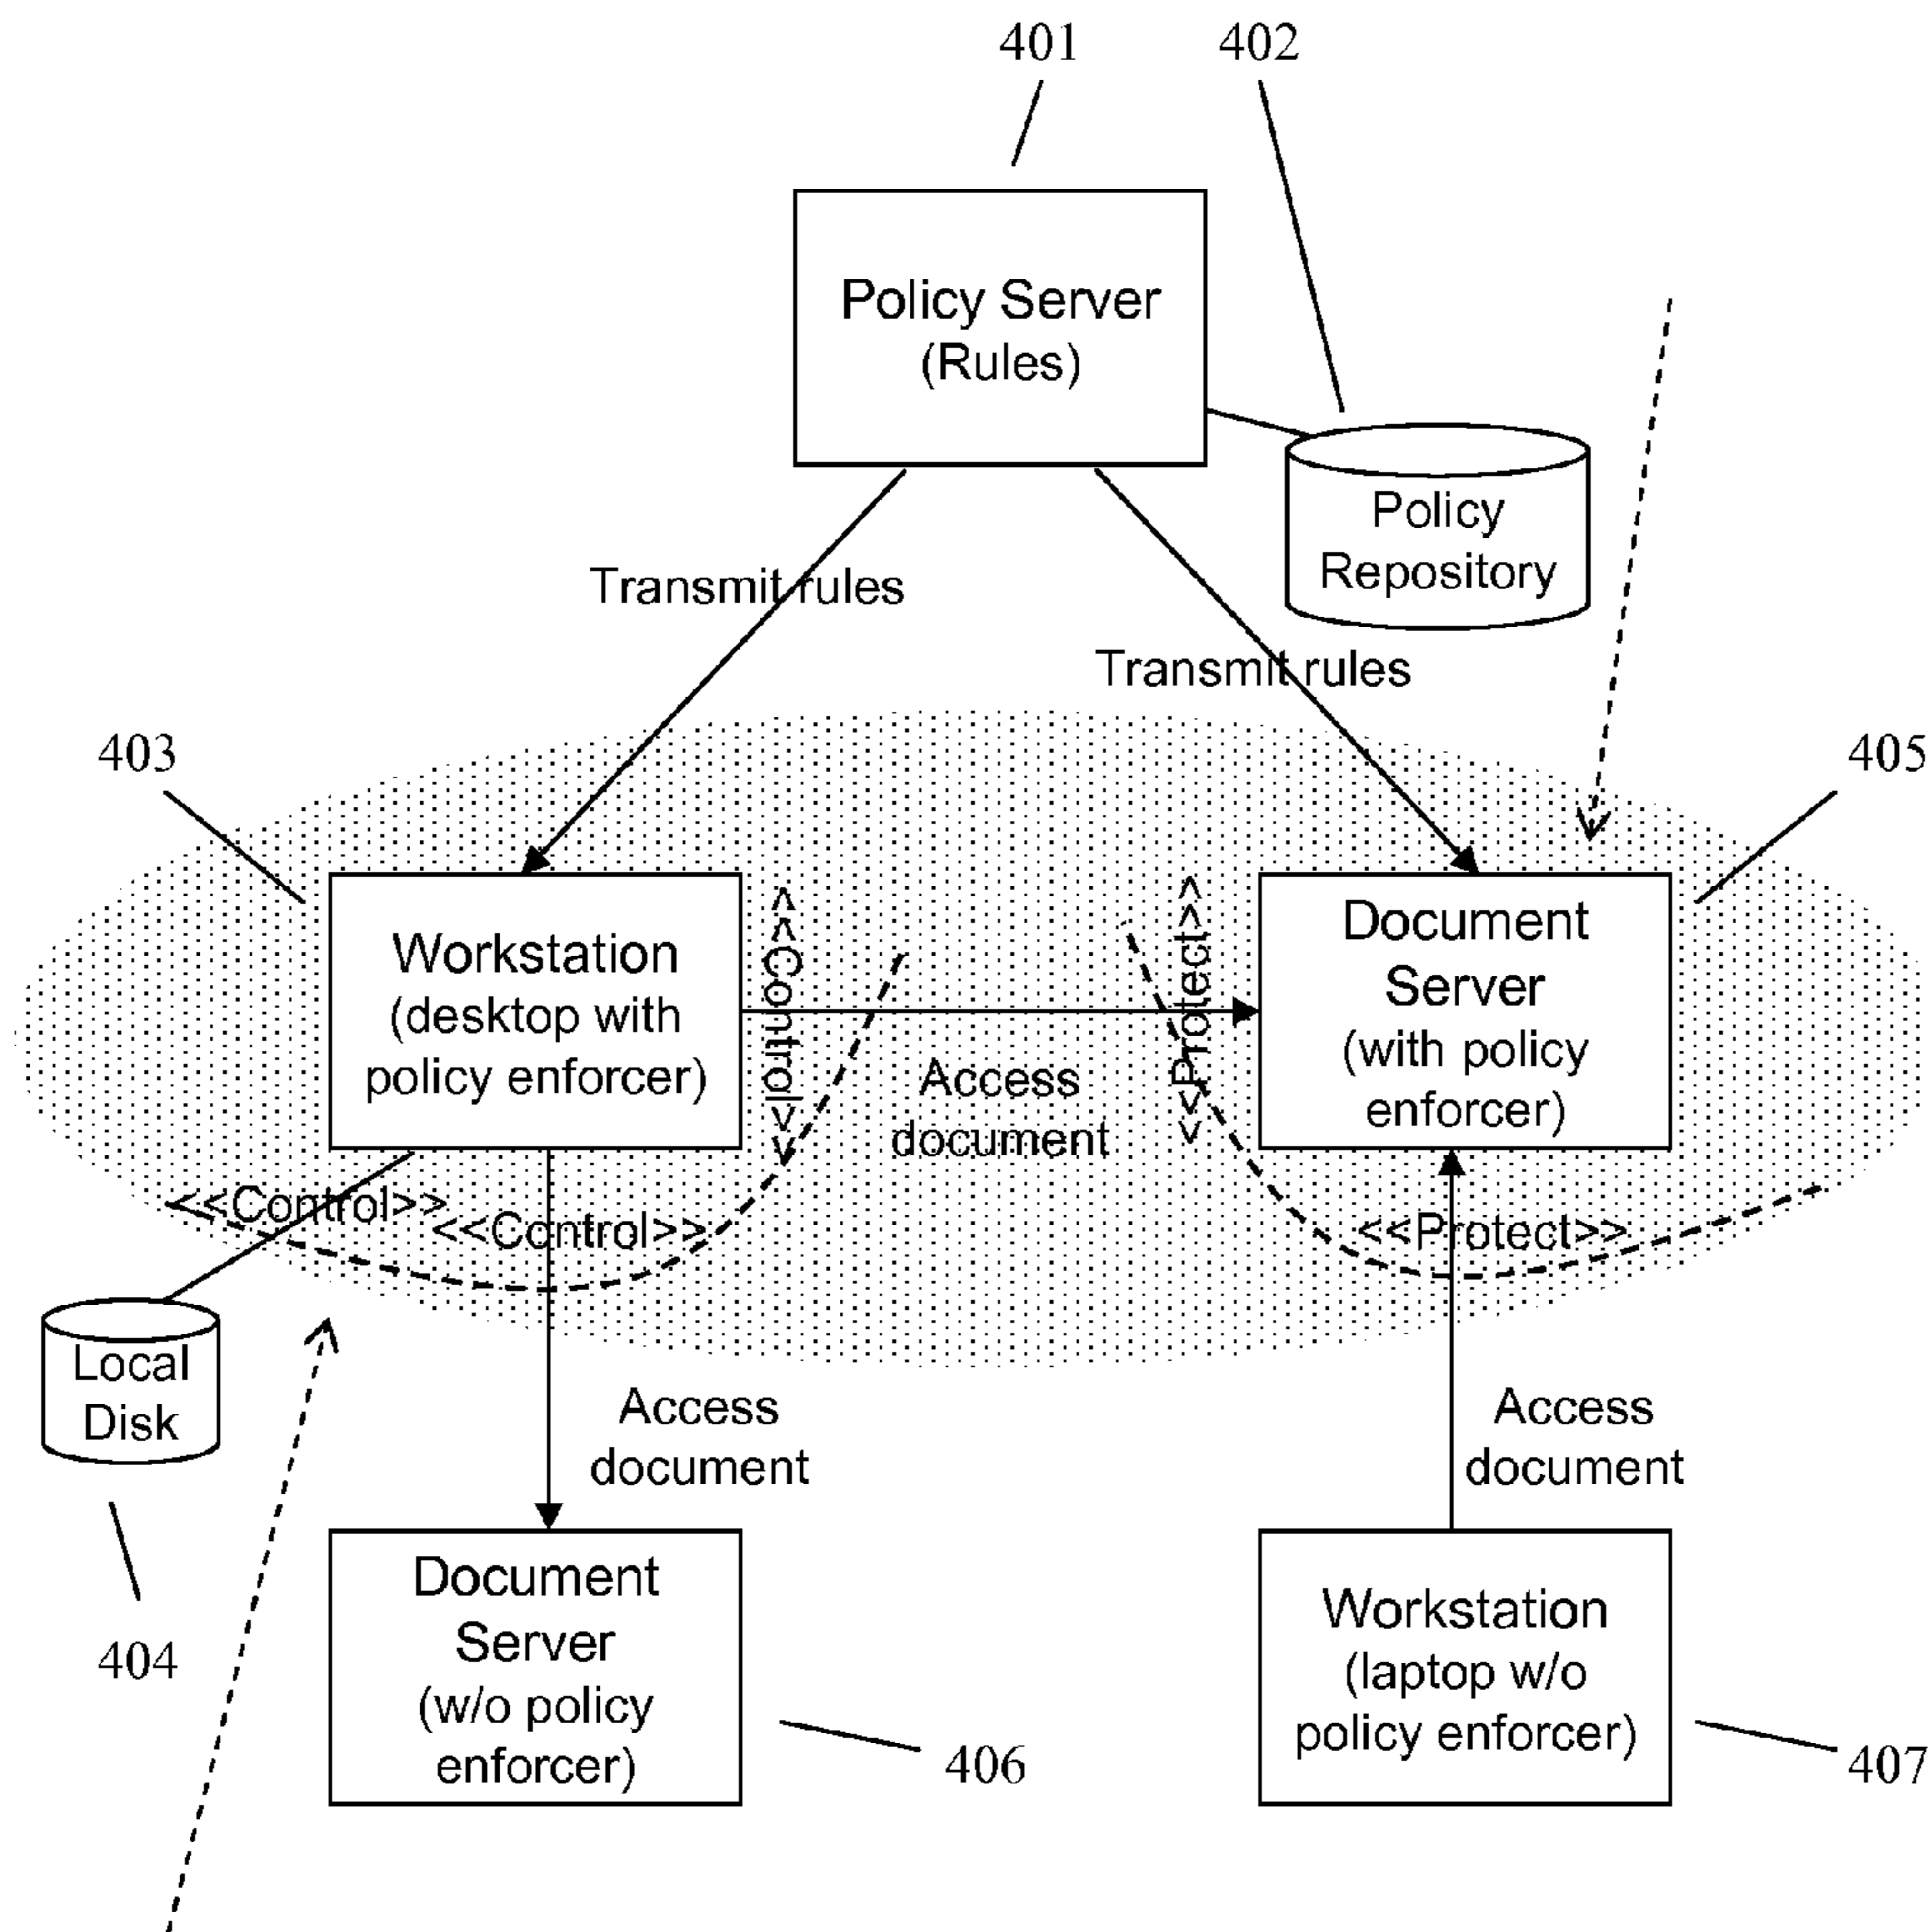 401
402
Policy Server
(Rules)
Policy
Repository
Transmit rules
Transmit rules
403
405
Workstation
(desktop with
policy enforcer)
<<Control>>
<<Protect>>
Document
Server
(with policy
enforcer)
Access
document
<<Control>>
<<Control>>
<<Protect>>
Local
Disk
Access
document
Access
document
404
Document
Server
(w/o policy
enforcer)
406
Workstation
(laptop w/o
policy enforcer)
407